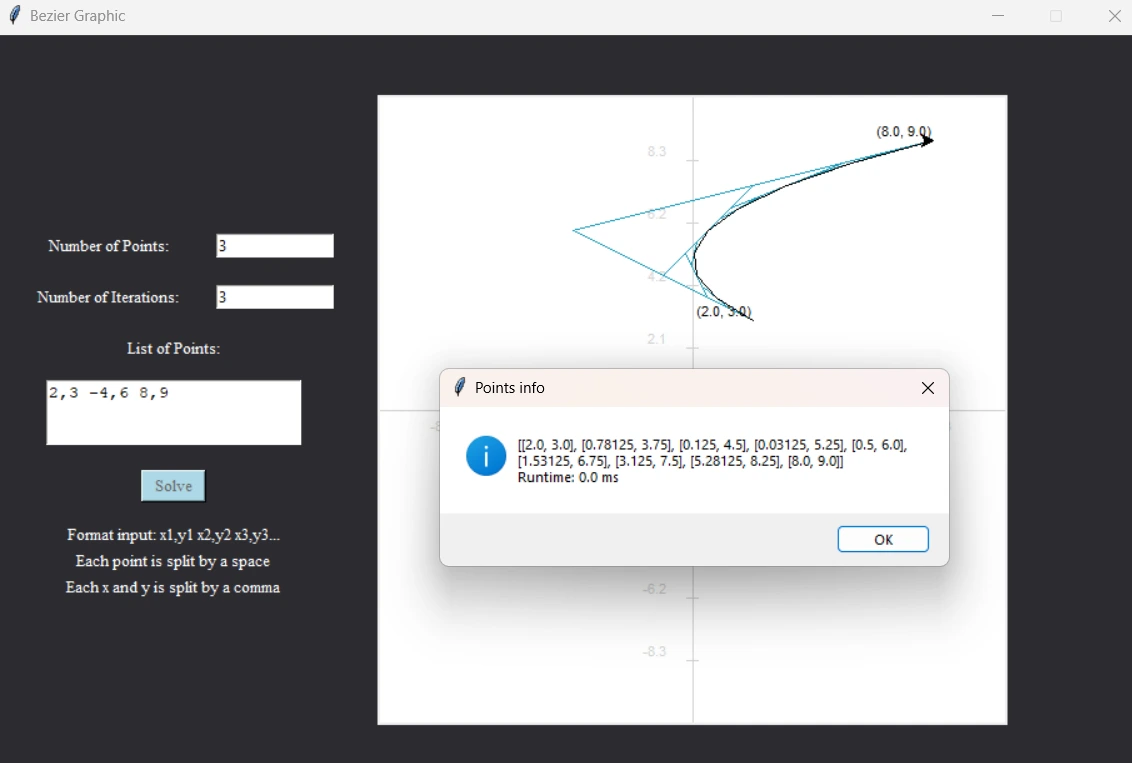 Bezier Graphic
Number of Points:
3
Number of Iterations:
3
List of Points:
2,3 -4,6 8,9
Solve
Format input: x1,y1 x2,y2 x3,y3...
Each point is split by a space
Each x and y is split by a comma
(8.0, 9.0)
8.3
6.2
4.2
(2.0, 3.0)
2.1
Points info
[[2.0, 3.0], [0.78125, 3.75], [0.125, 4.5], [0.03125, 5.25], [0.5, 6.0],
[1.53125, 6.75], [3.125, 7.5], [5.28125, 8.25], [8.0, 9.0]]
Runtime: 0.0 ms
OK
-6.2
-8.3